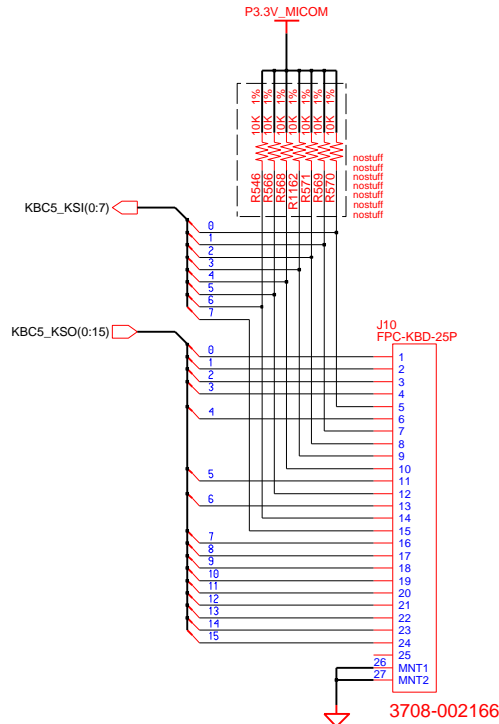 P3.3V_MICOM
10K 1%
10K 1%
10K 1%
10K 1%
10K 1%
10K 1%
10K 1%
R546
R566
R568
R1162
R571
R569
R570
nostuff
nostuff
nostuff
nostuff
nostuff
nostuff
nostuff
KBC5_KSI(0:7)
0
1
2
3
4
5
6
7
KBC5_KSO(0:15)
0
1
2
3
4
5
6
7
8
9
10
11
12
13
14
15
J10
FPC-KBD-25P
1
2
3
4
5
6
7
8
9
10
11
12
13
14
15
16
17
18
19
20
21
22
23
24
25
26 MNT1
27 MNT2
3708-002166